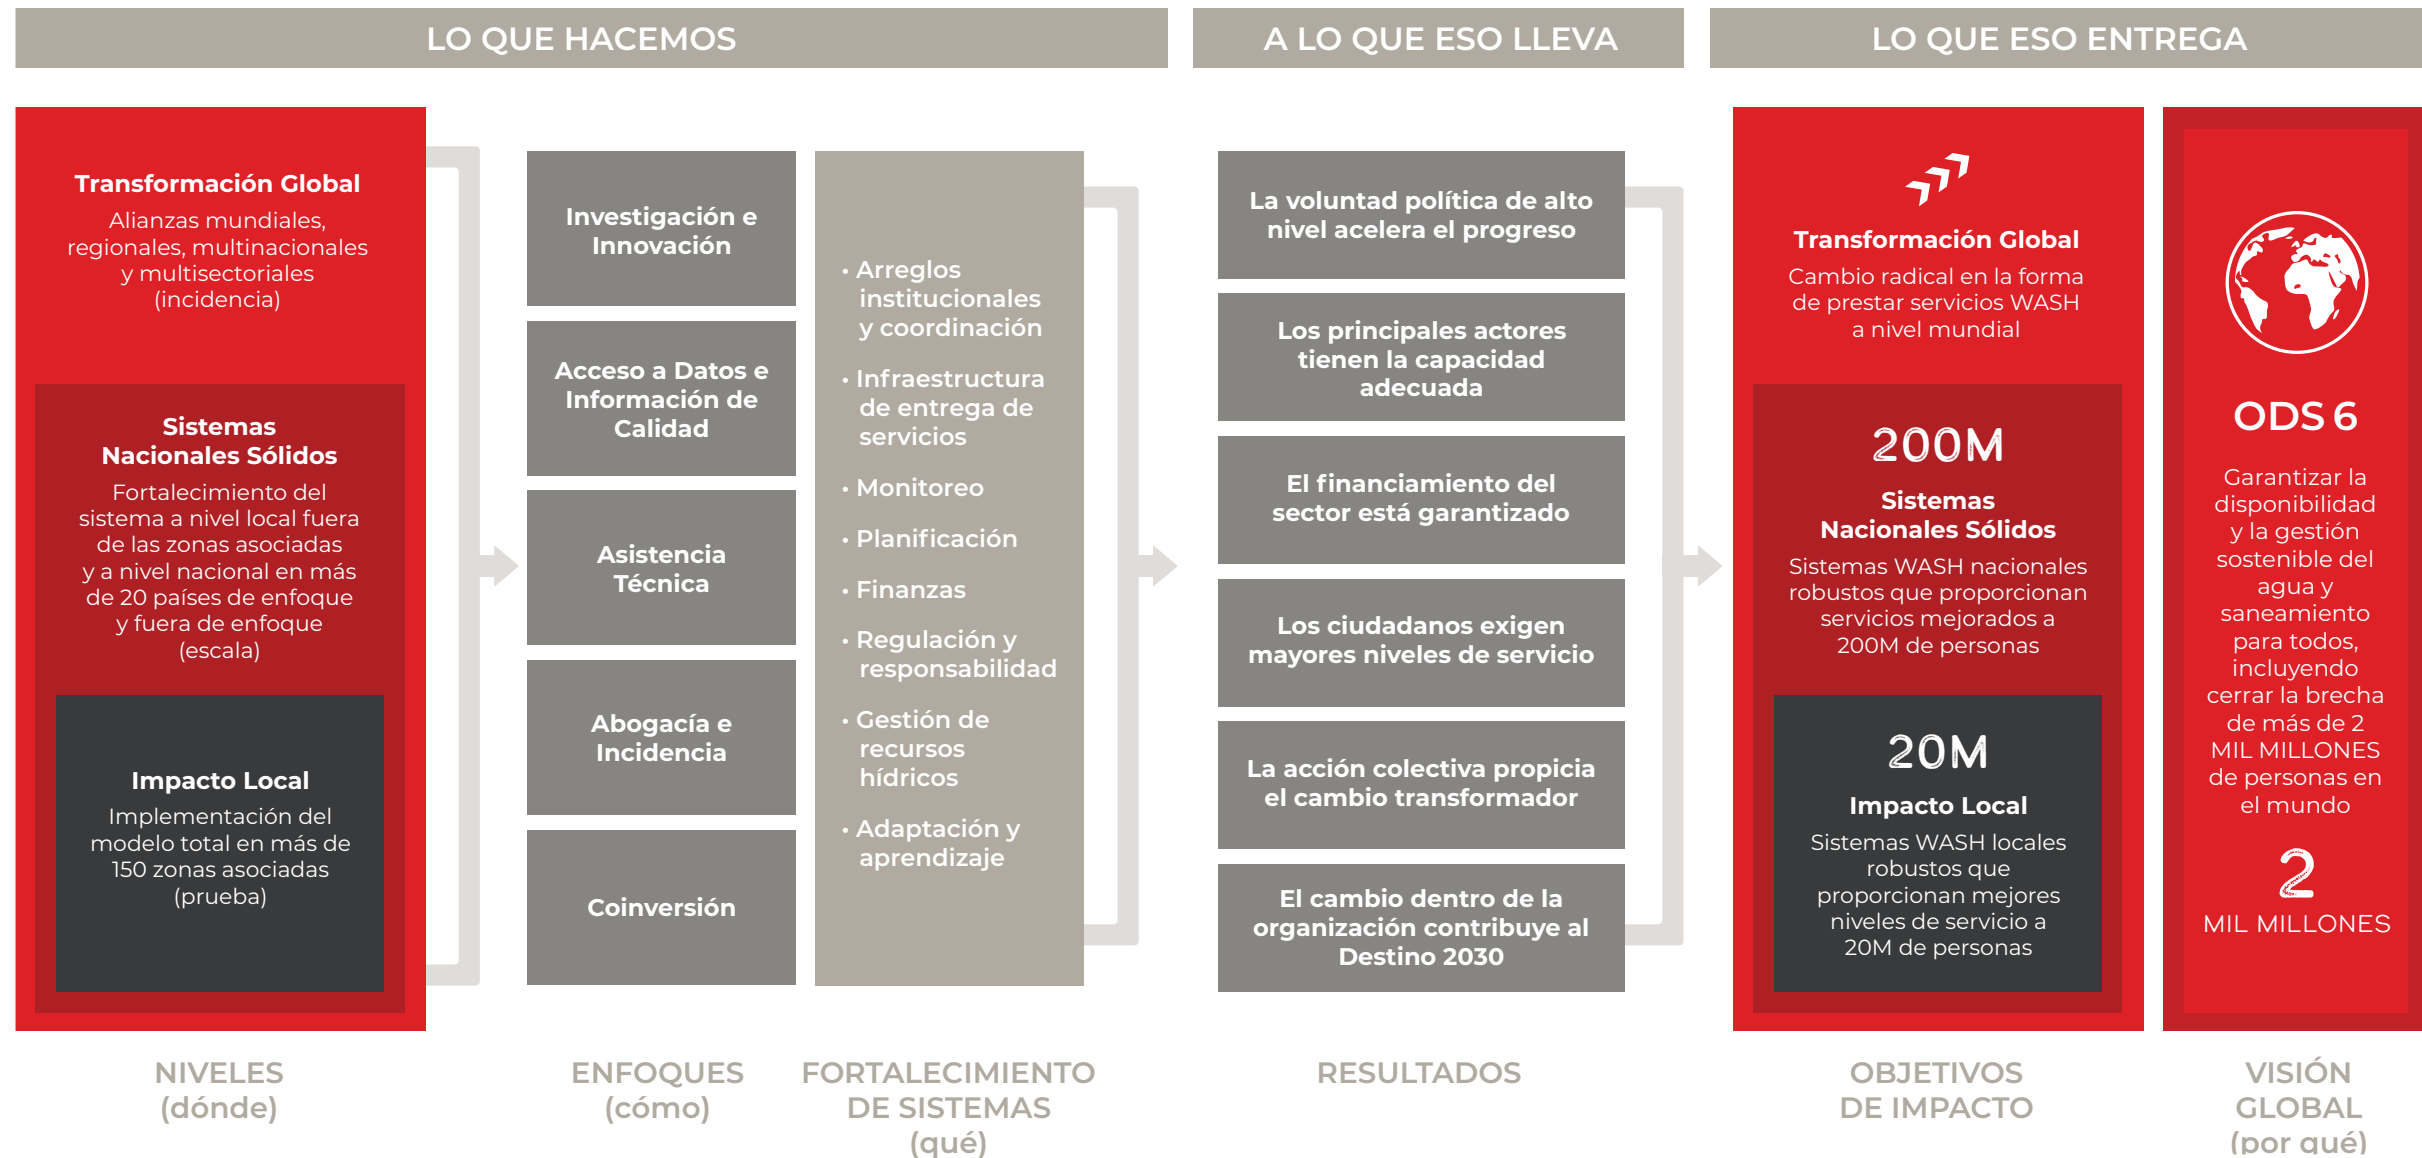 LO QUE HACEMOS
A LO QUE ESO LLEVA
LO QUE ESO ENTREGA
Transformación Global
Alianzas mundiales,
regionales, multinacionales
y multisectoriales
(incidencia)
Sistemas
Nacionales Sólidos
Fortalecimiento del
sistema a nivel local fuera
de las zonas asociadas
y a nivel nacional en más
de 20 países de enfoque
y fuera de enfoque
(escala)
Impacto Local
Implementación del
modelo total en más de
150 zonas asociadas
(prueba)
NIVELES
(dónde)
Investigación e
Innovación
Acceso a Datos e
Información de
Calidad
Asistencia
Técnica
Abogacía e
Incidencia
Coinversión
ENFOQUES
(cómo)
• Arreglos
institucionales
y coordinación
• Infraestructura
de entrega de
servicios
• Monitoreo
• Planificación
• Finanzas
• Regulación y
responsabilidad
• Gestión de
recursos
hídricos
• Adaptación y
aprendizaje
FORTALECIMIENTO
DE SISTEMAS
(qué)
La voluntad política de alto
nivel acelera el progreso
Los principales actores
tienen la capacidad
adecuada
El financiamiento del
sector está garantizado
Los ciudadanos exigen
mayores niveles de servicio
La acción colectiva propicia
el cambio transformador
El cambio dentro de la
organización contribuye al
Destino 2030
RESULTADOS
Transformación Global
Cambio radical en la forma
de prestar servicios WASH
a nivel mundial
200M
Sistemas
Nacionales Sólidos
Sistemas WASH nacionales
robustos que proporcionan
servicios mejorados a
200M de personas
20M
Impacto Local
Sistemas WASH locales
robustos que
proporcionan mejores
niveles de servicio a
20M de personas
OBJETIVOS
DE IMPACTO
ODS 6
Garantizar la
disponibilidad
y la gestión
sostenible del
agua y
saneamiento
para todos,
incluyendo
cerrar la brecha
de más de 2
MIL MILLONES
de personas en
el mundo
2
MIL MILLONES
VISIÓN
GLOBAL
(por qué)